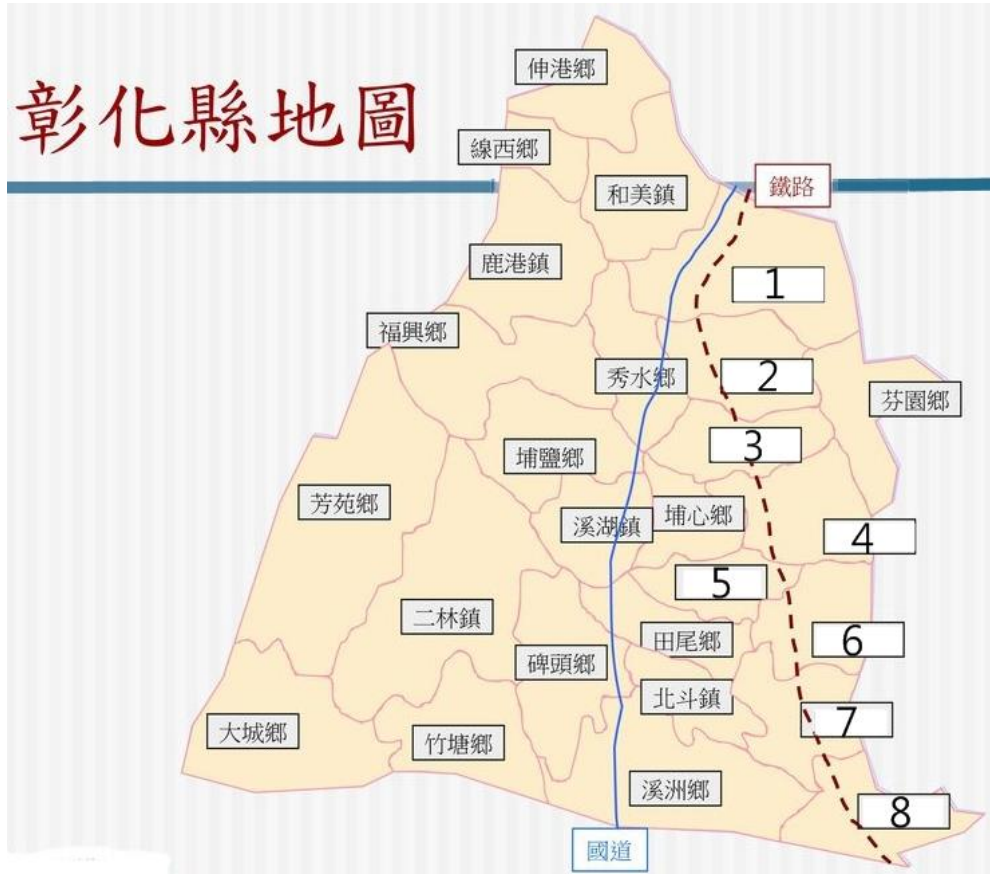 彰化縣地圖
伸港鄉
線西鄉
和美鎮
鐵路
鹿港鎮
1
福興鄉
秀水鄉
2
芬園鄉
3
埔鹽鄉
芳苑鄉
溪湖鎮
埔心鄉
4
5
二林鎮
田尾鄉
6
碑頭鄉
北斗鎮
7
大城鄉
竹塘鄉
溪洲鄉
8
國道